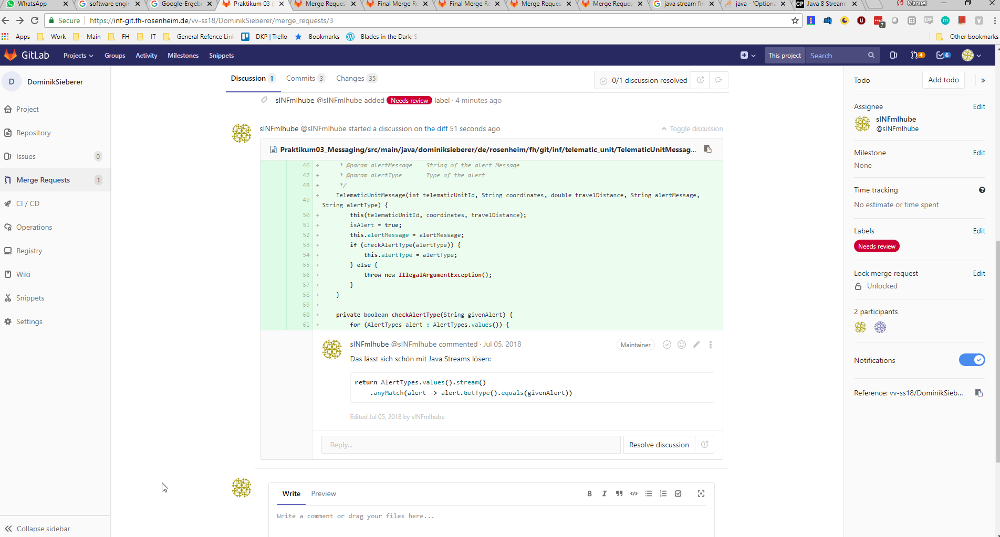 WhatsApp
software engin
Google-Ergebr
Praktikum 03 (
Merge Reques
Final Merge Re
Final Merge Re
Merge Reques
Merge Reques
java stream fin
java - 'Optiona
Java 8 Stream
Manuel
Secure
https://inf-git.fh-rosenheim.de/vv-ss18/DominikSieberer/merge_requests/3
Apps
Work
Main
FH
IT
General Refence Link
DKP | Trello
Bookmarks
Blades in the Dark: S
Other bookmarks
GitLab
Projects
Groups
Activity
Milestones
Snippets
This project
Search
4
6
D
DominikSieberer
Project
Repository
Issues 0
Merge Requests 1
CI / CD
Operations
Registry
Wiki
Snippets
Settings
Collapse sidebar
Discussion 1
Commits 3
Changes 35
0/1 discussion resolved
sINFmlhube @sINFmlhube added Needs review label · 4 minutes ago
sINFmlhube @sINFmlhube started a discussion on the diff 51 seconds ago
Toggle discussion
Praktikum03_Messaging/src/main/java/dominiksieberer/de/rosenheim/fh/git/inf/telematic_unit/TelematicUnitMessag...
46 + * @param alertMessage String of the alert Message
47 + * @param alertType Type of the alert
48 + */
49 + TelematicUnitMessage(int telematicUnitId, String coordinates, double travelDistance, String alertMessage,
String alertType) {
50 + this(telematicUnitId, coordinates, travelDistance);
51 + isAlert = true;
52 + this.alertMessage = alertMessage;
53 + if (checkAlertType(alertType)) {
54 + this.alertType = alertType;
55 + } else {
56 + throw new IllegalArgumentException();
57 + }
58 + }
59 +
60 + private boolean checkAlertType(String givenAlert) {
61 + for (AlertTypes alert : AlertTypes.values()) {
sINFmlhube @sINFmlhube commented · Jul 05, 2018
Maintainer
Das lässt sich schön mit Java Streams lösen:
return AlertTypes.values().stream()
.anyMatch(alert -> alert.GetType().equals(givenAlert))
Edited Jul 05, 2018 by sINFmlhube
Reply...
Resolve discussion
Write
Preview
Write a comment or drag your files here...
Todo
Add todo
Assignee
Edit
sINFmlhube
@sINFmlhube
Milestone
Edit
None
Time tracking
No estimate or time spent
Labels
Edit
Needs review
Lock merge request
Edit
Unlocked
2 participants
Notifications
Reference: vv-ss18/DominikSieb...